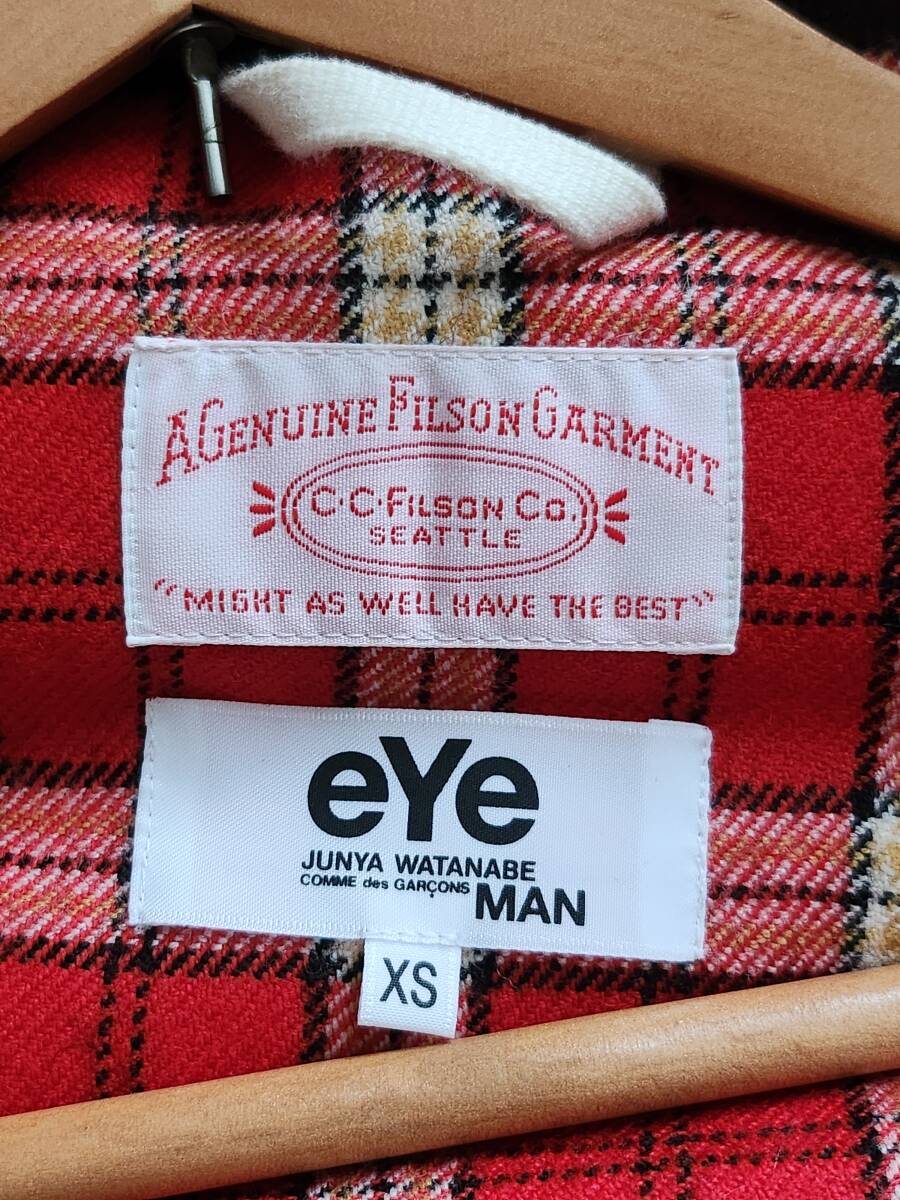 A GENUINE FILSON GARMENT
C·C·FILSON CO.
SEATTLE
"MIGHT AS WELL HAVE THE BEST"
eYe
JUNYA WATANABE
COMME des GARÇONS MAN
XS